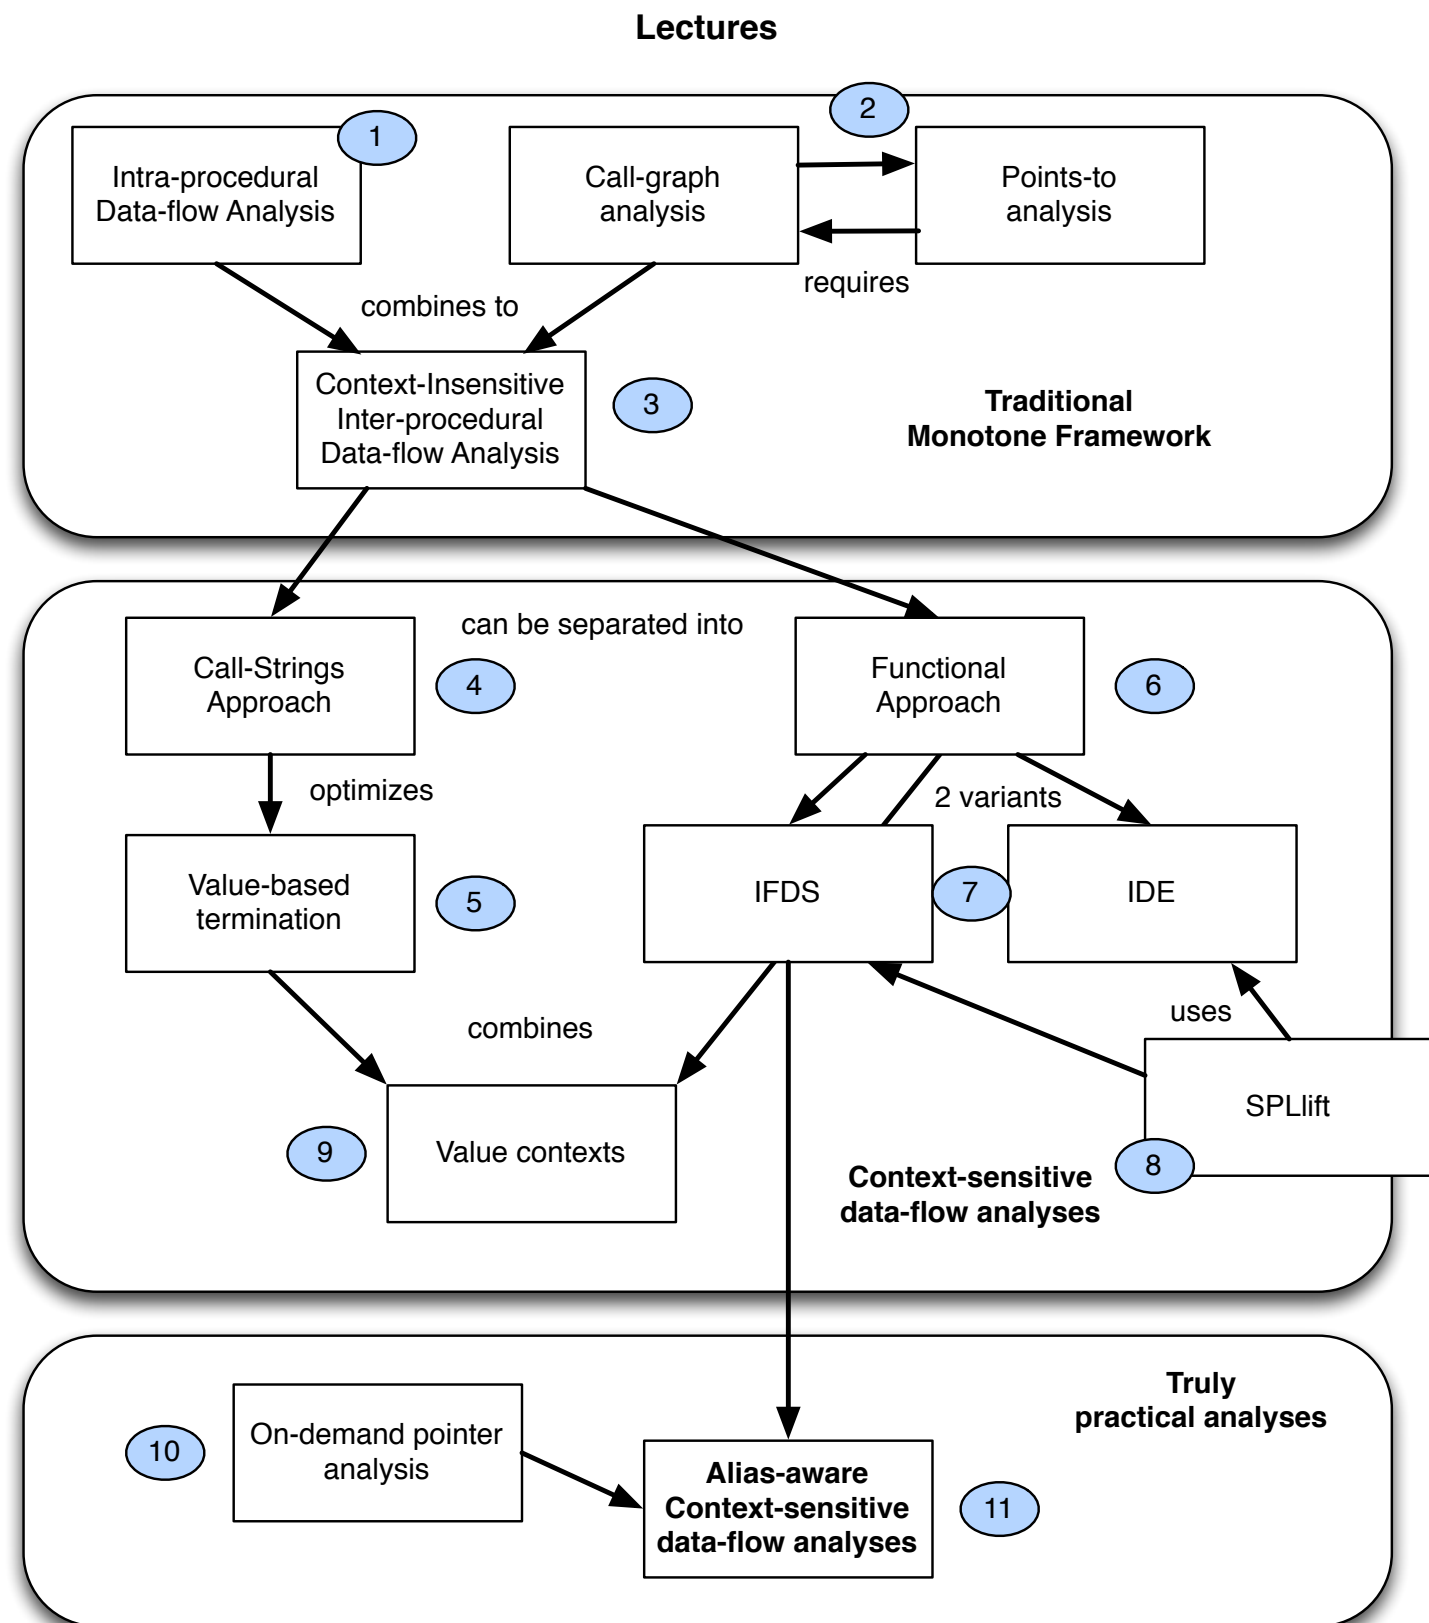 Lectures
1
2
Intra-procedural
Data-flow Analysis
Call-graph
analysis
Points-to
analysis
requires
combines to
Context-Insensitive
Inter-procedural
Data-flow Analysis
3
Traditional
Monotone Framework
can be separated into
Call-Strings
Approach
4
Functional
Approach
6
optimizes
2 variants
Value-based
termination
5
IFDS
7
IDE
uses
combines
SPLlift
Value contexts
9
8
Context-sensitive
data-flow analyses
Truly
practical analyses
10
On-demand pointer
analysis
Alias-aware
Context-sensitive
data-flow analyses
11